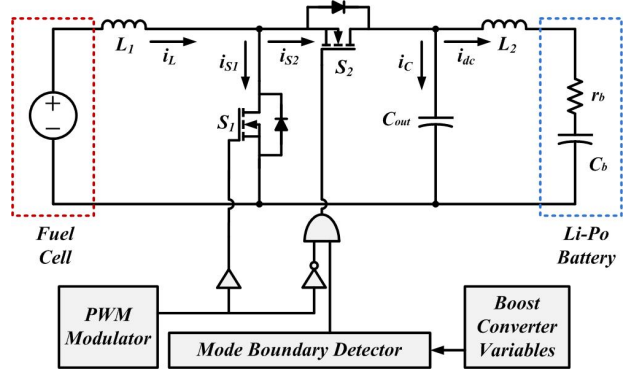 L1
iL
iS1
iS2
S2
iC
idc
L2
S1
Cout
rb
Cb
Fuel
Cell
Li-Po
Battery
PWM
Modulator
Mode Boundary Detector
Boost
Converter
Variables